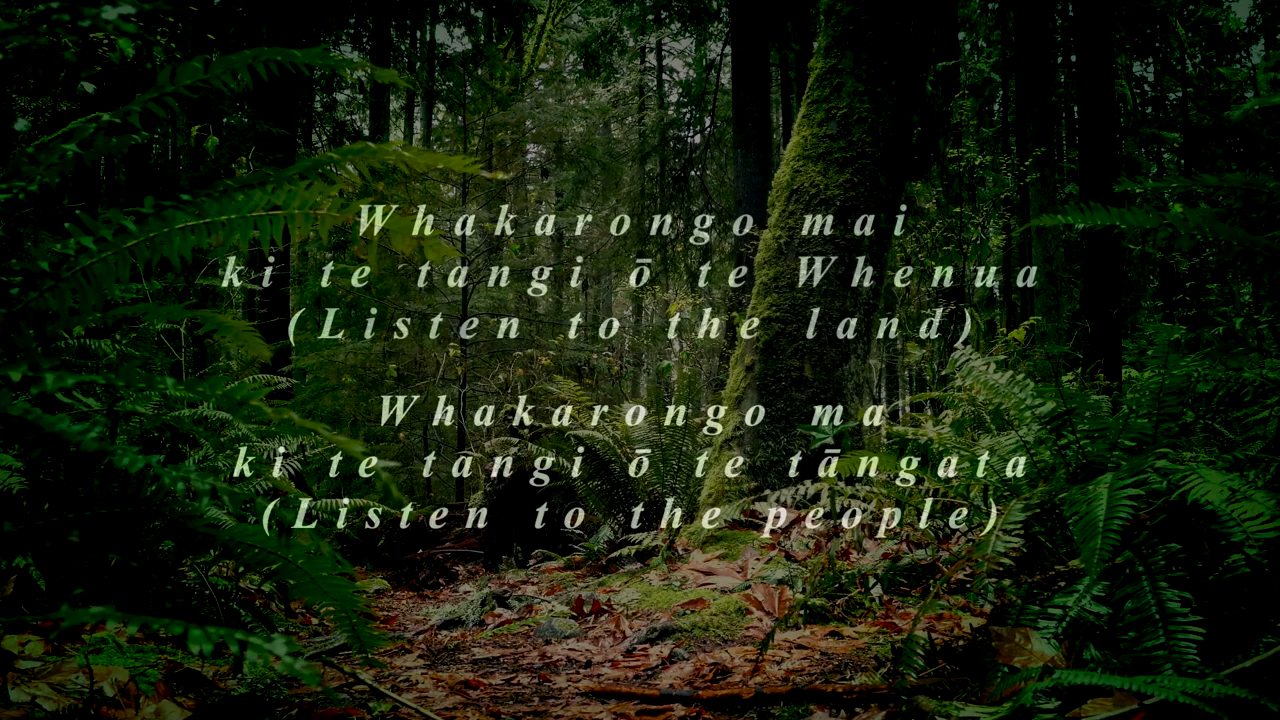 Whakarongo mai
ki te tangi ō te Whenua
(Listen to the land)
Whakarongo ma
ki te tangi ō te tāngata
(Listen to the people)